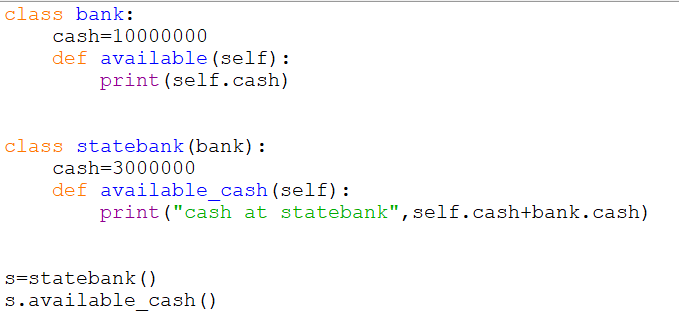 class bank:
    cash=10000000
    def available(self):
        print(self.cash)
class statebank(bank):
    cash=3000000
    def available_cash(self):
        print("cash at statebank",self.cash+bank.cash)
s=statebank()
s.available_cash()